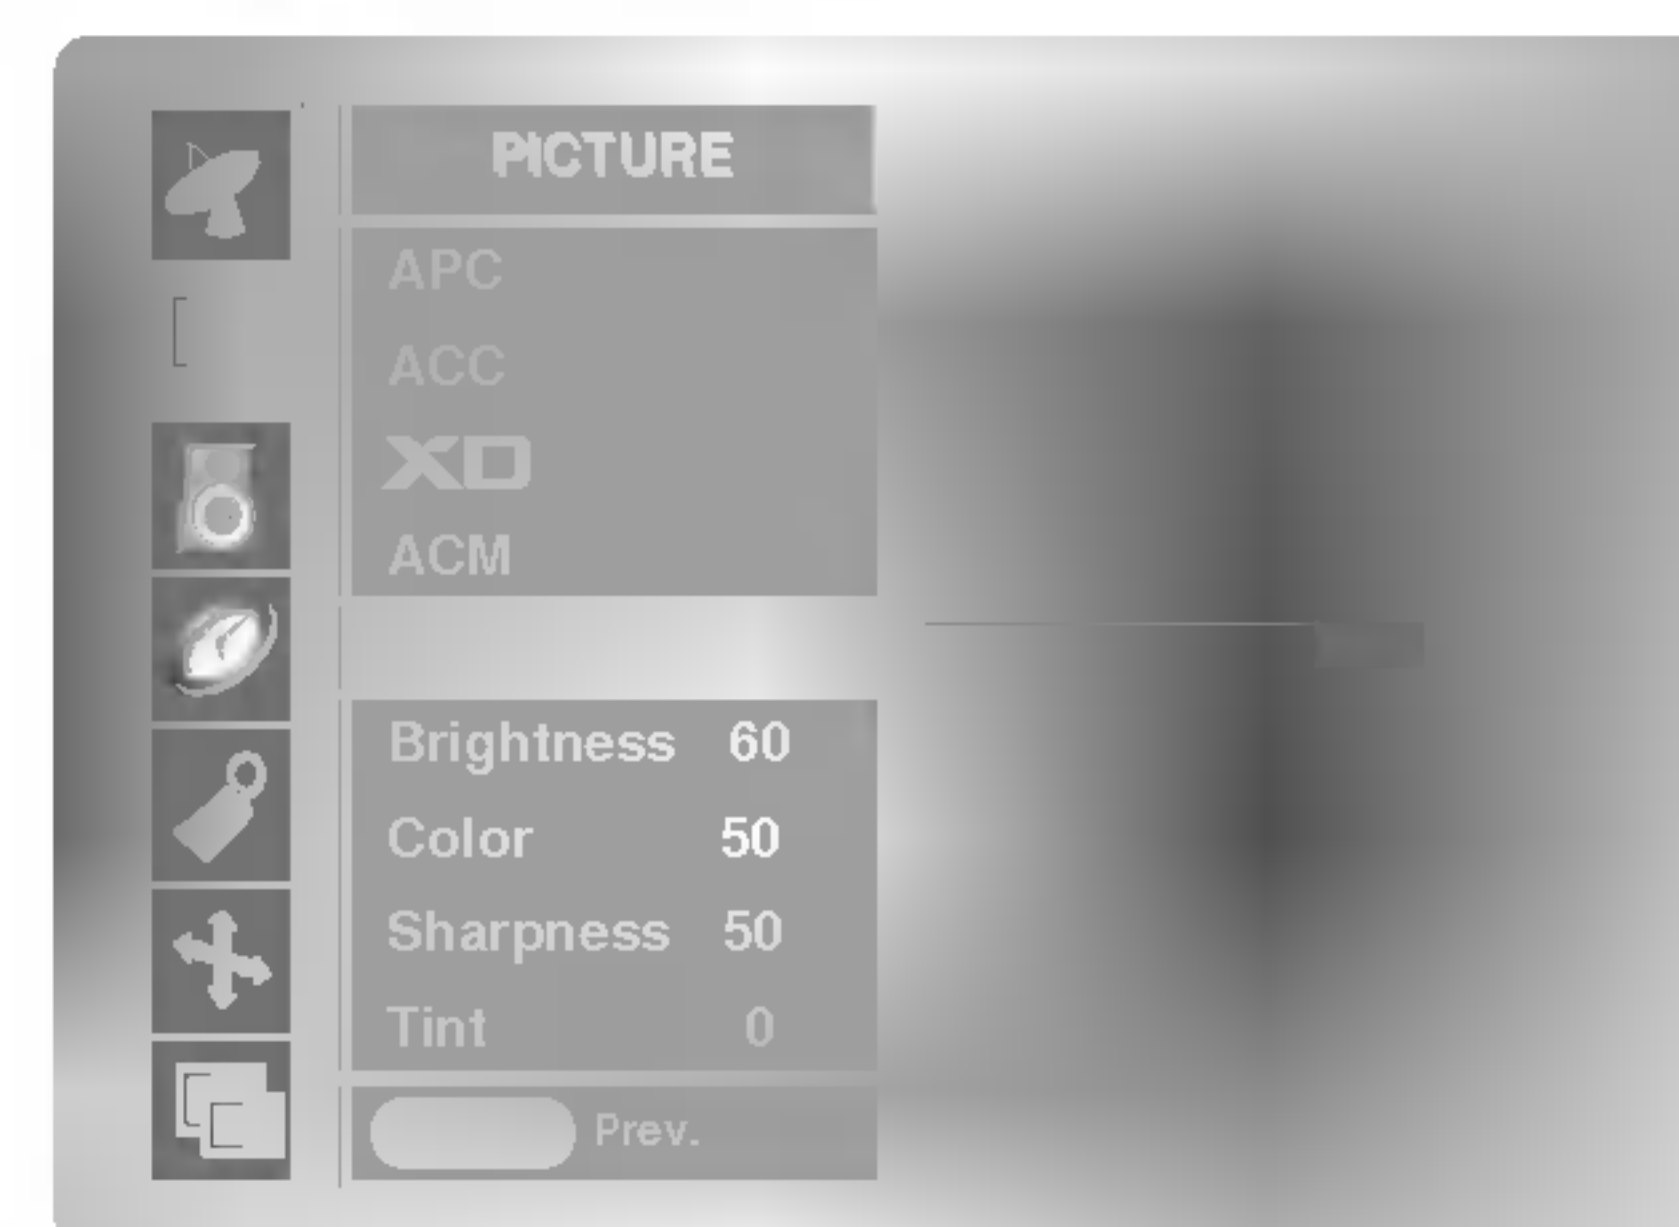 PICTURE
APC
ACC
XD
ACM
Brightness 60
Color 50
Sharpness 50
Tint 0
Prev.